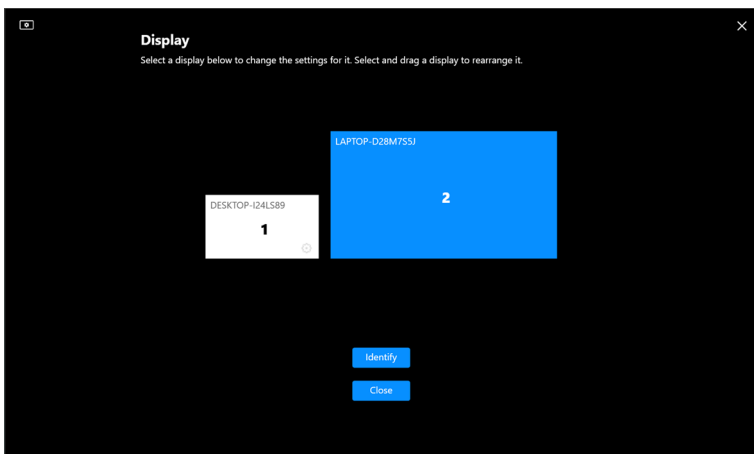 Display
Select a display below to change the settings for it. Select and drag a display to rearrange it.
LAPTOP-D28M7S5J
2
DESKTOP-I24LS89
1
Identify
Close